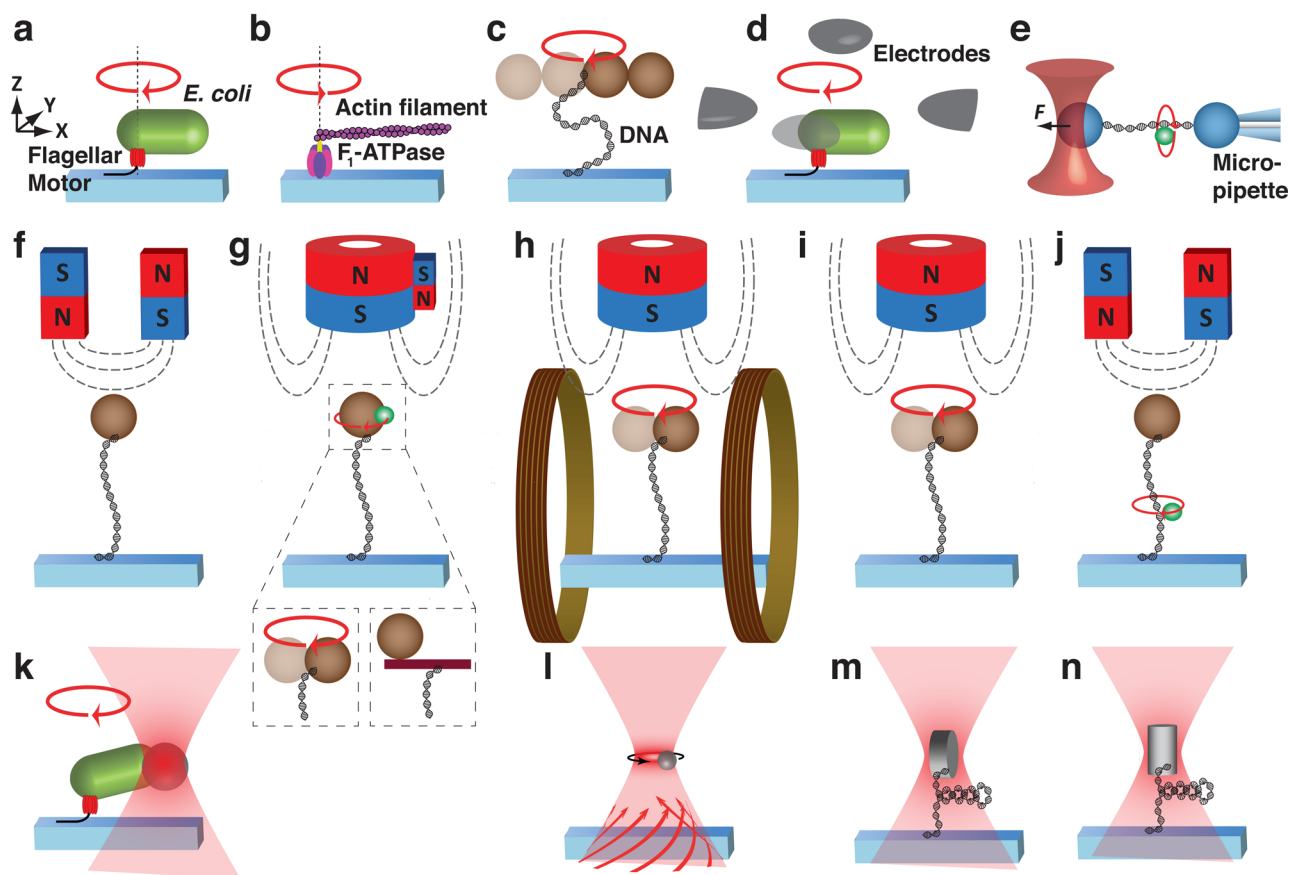 a
b
c
d
e
Z
Y
X
E. coli
Flagellar
Motor
Actin filament
F1-ATPase
DNA
Electrodes
F
Micro-
pipette
f
S
N
N
S
g
N
S
S
N
h
N
S
i
N
S
j
S
N
N
S
k
l
m
n